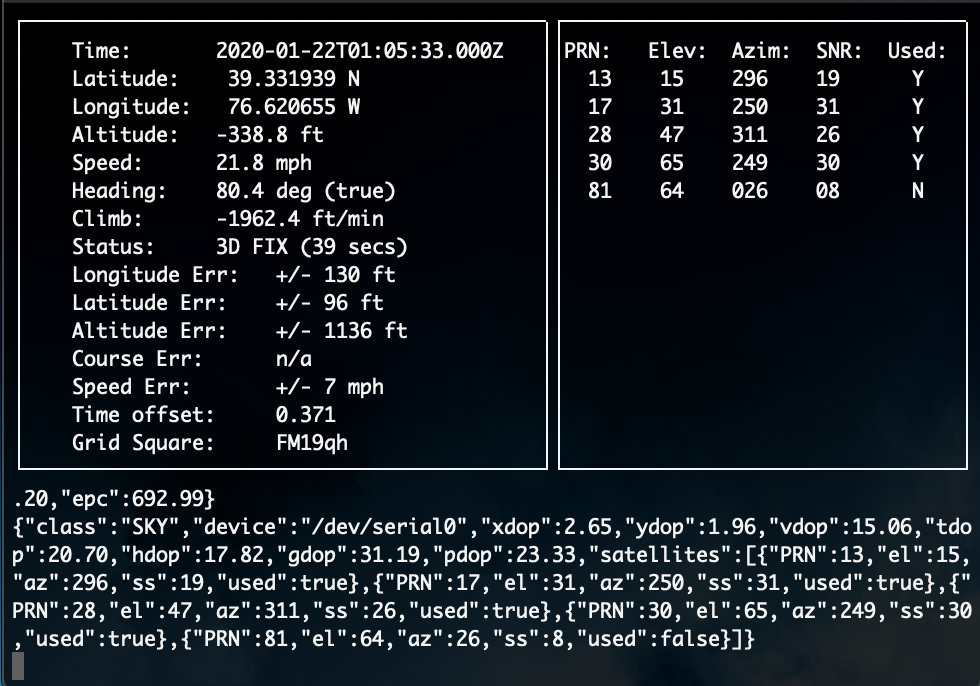 Time: 2020-01-22T01:05:33.000Z
Latitude: 39.331939 N
Longitude: 76.620655 W
Altitude: -338.8 ft
Speed: 21.8 mph
Heading: 80.4 deg (true)
Climb: -1962.4 ft/min
Status: 3D FIX (39 secs)
Longitude Err: +/- 130 ft
Latitude Err: +/- 96 ft
Altitude Err: +/- 1136 ft
Course Err: n/a
Speed Err: +/- 7 mph
Time offset: 0.371
Grid Square: FM19qh
PRN: Elev: Azim: SNR: Used:
13 15 296 19 Y
17 31 250 31 Y
28 47 311 26 Y
30 65 249 30 Y
81 64 026 08 N
.20,"epc":692.99}
{"class":"SKY","device":"/dev/serial0","xdop":2.65,"ydop":1.96,"vdop":15.06,"tdo
p":20.70,"hdop":17.82,"gdop":31.19,"pdop":23.33,"satellites":[{"PRN":13,"el":15,
"az":296,"ss":19,"used":true},{"PRN":17,"el":31,"az":250,"ss":31,"used":true},{"
PRN":28,"el":47,"az":311,"ss":26,"used":true},{"PRN":30,"el":65,"az":249,"ss":30
,"used":true},{"PRN":81,"el":64,"az":26,"ss":8,"used":false}]}